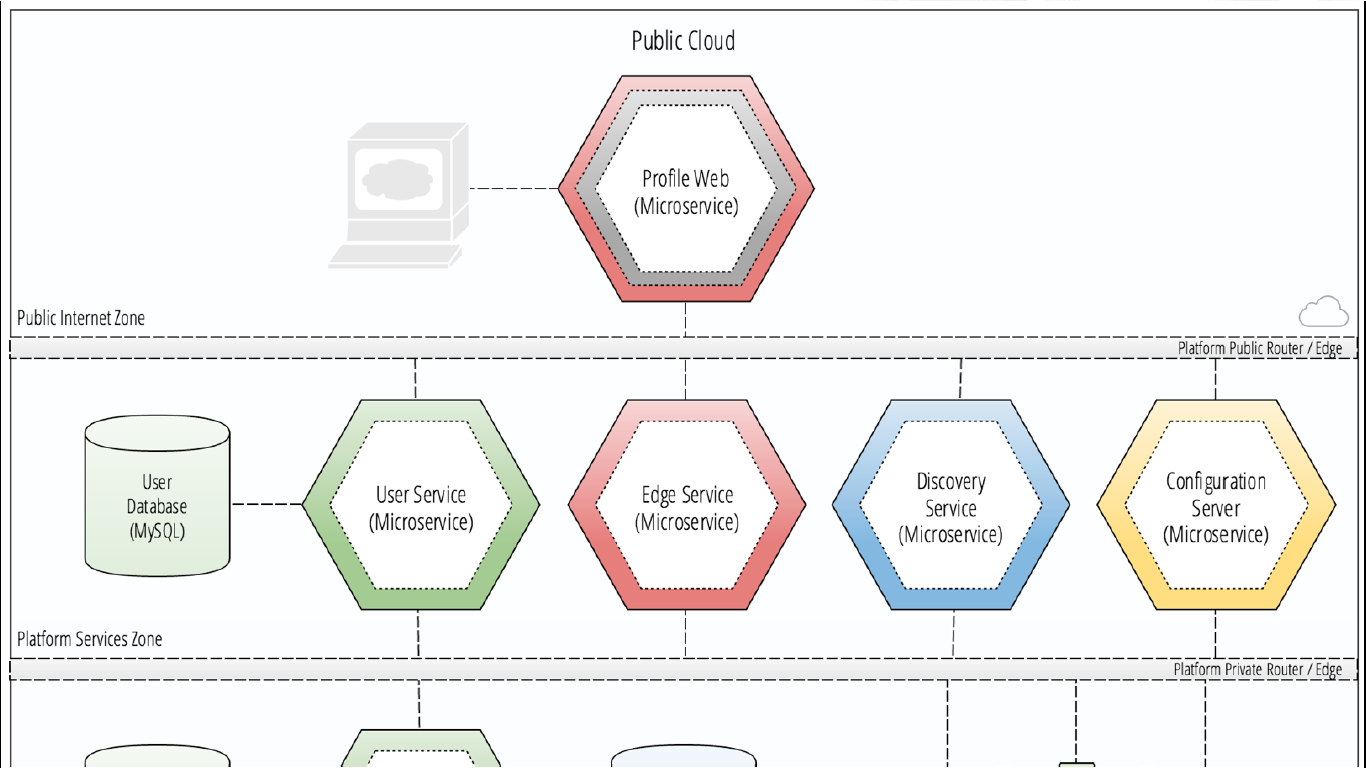 Public Cloud
Profile Web
(Microservice)
Public Internet Zone
Platform Public Router / Edge
User
Database
(MySQL)
User Service
(Microservice)
Edge Service
(Microservice)
Discovery
Service
(Microservice)
Configuration
Server
(Microservice)
Platform Services Zone
Platform Private Router / Edge